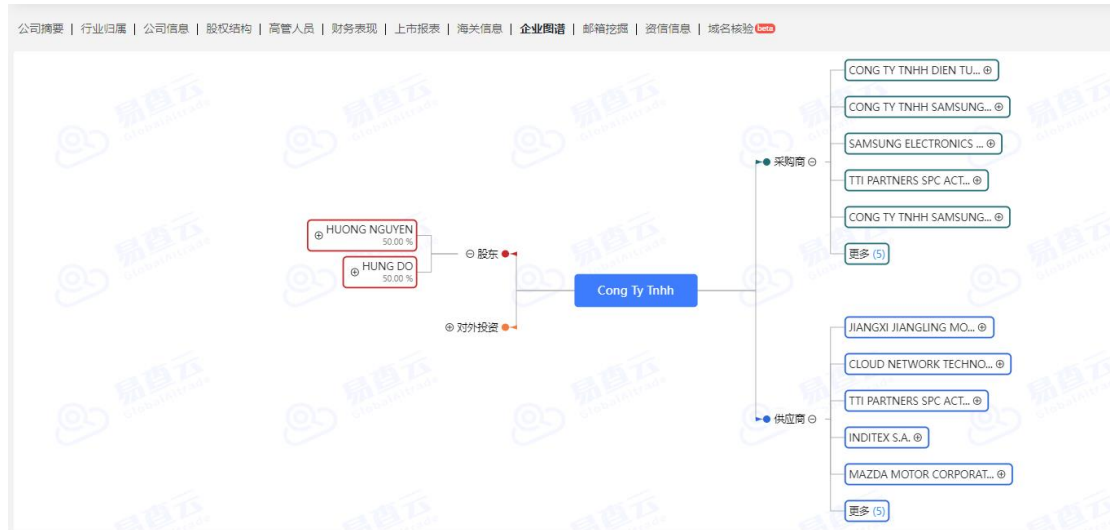 公司摘要 | 行业归属 | 公司信息 | 股权结构 | 高管人员 | 财务表现 | 上市报表 | 海关信息 | 企业图谱 | 邮箱挖掘 | 资信信息 | 域名核验 beta
HUONG NGUYEN
50.00 %
HUNG DO
50.00 %
股东
对外投资
Cong Ty Tnhh
采购商
CONG TY TNHH DIEN TU...
CONG TY TNHH SAMSUNG...
SAMSUNG ELECTRONICS ...
TTI PARTNERS SPC ACT...
CONG TY TNHH SAMSUNG...
更多 (5)
供应商
JIANGXI JIANGLING MO...
CLOUD NETWORK TECHNO...
TTI PARTNERS SPC ACT...
INDITEX S.A.
MAZDA MOTOR CORPORAT...
更多 (5)
易查云